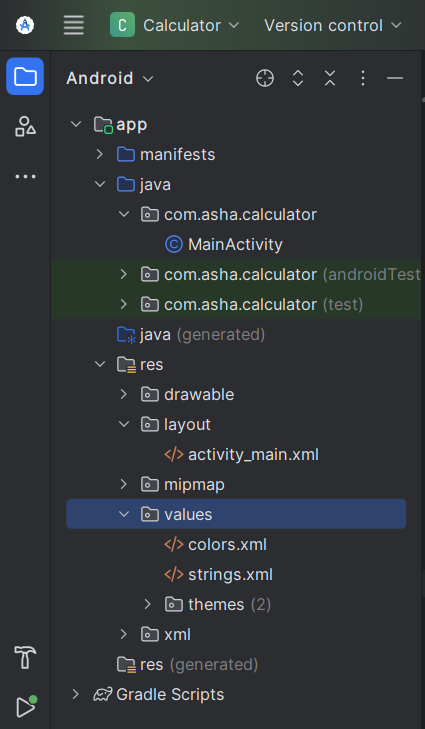 C Calculator Version control
Android
app
manifests
java
com.asha.calculator
C MainActivity
com.asha.calculator (androidTest
com.asha.calculator (test)
java (generated)
res
drawable
layout
</> activity_main.xml
mipmap
values
</> colors.xml
</> strings.xml
themes (2)
xml
res (generated)
Gradle Scripts